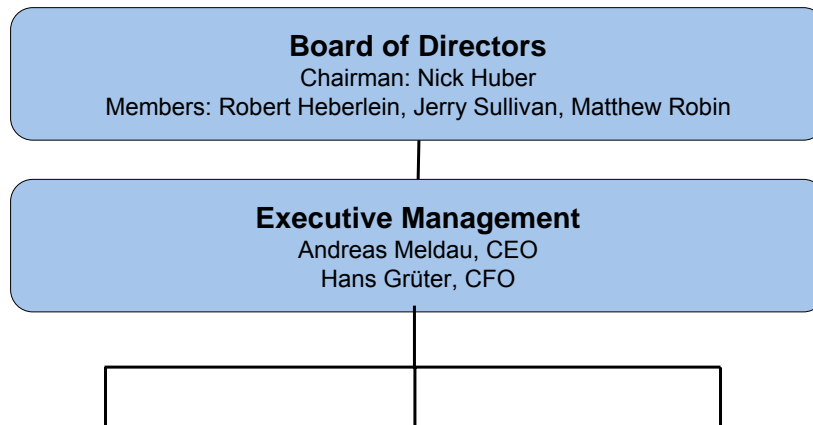 Board of Directors
Chairman: Nick Huber
Members: Robert Heberlein, Jerry Sullivan, Matthew Robin
Executive Management
Andreas Meldau, CEO
Hans Grüter, CFO